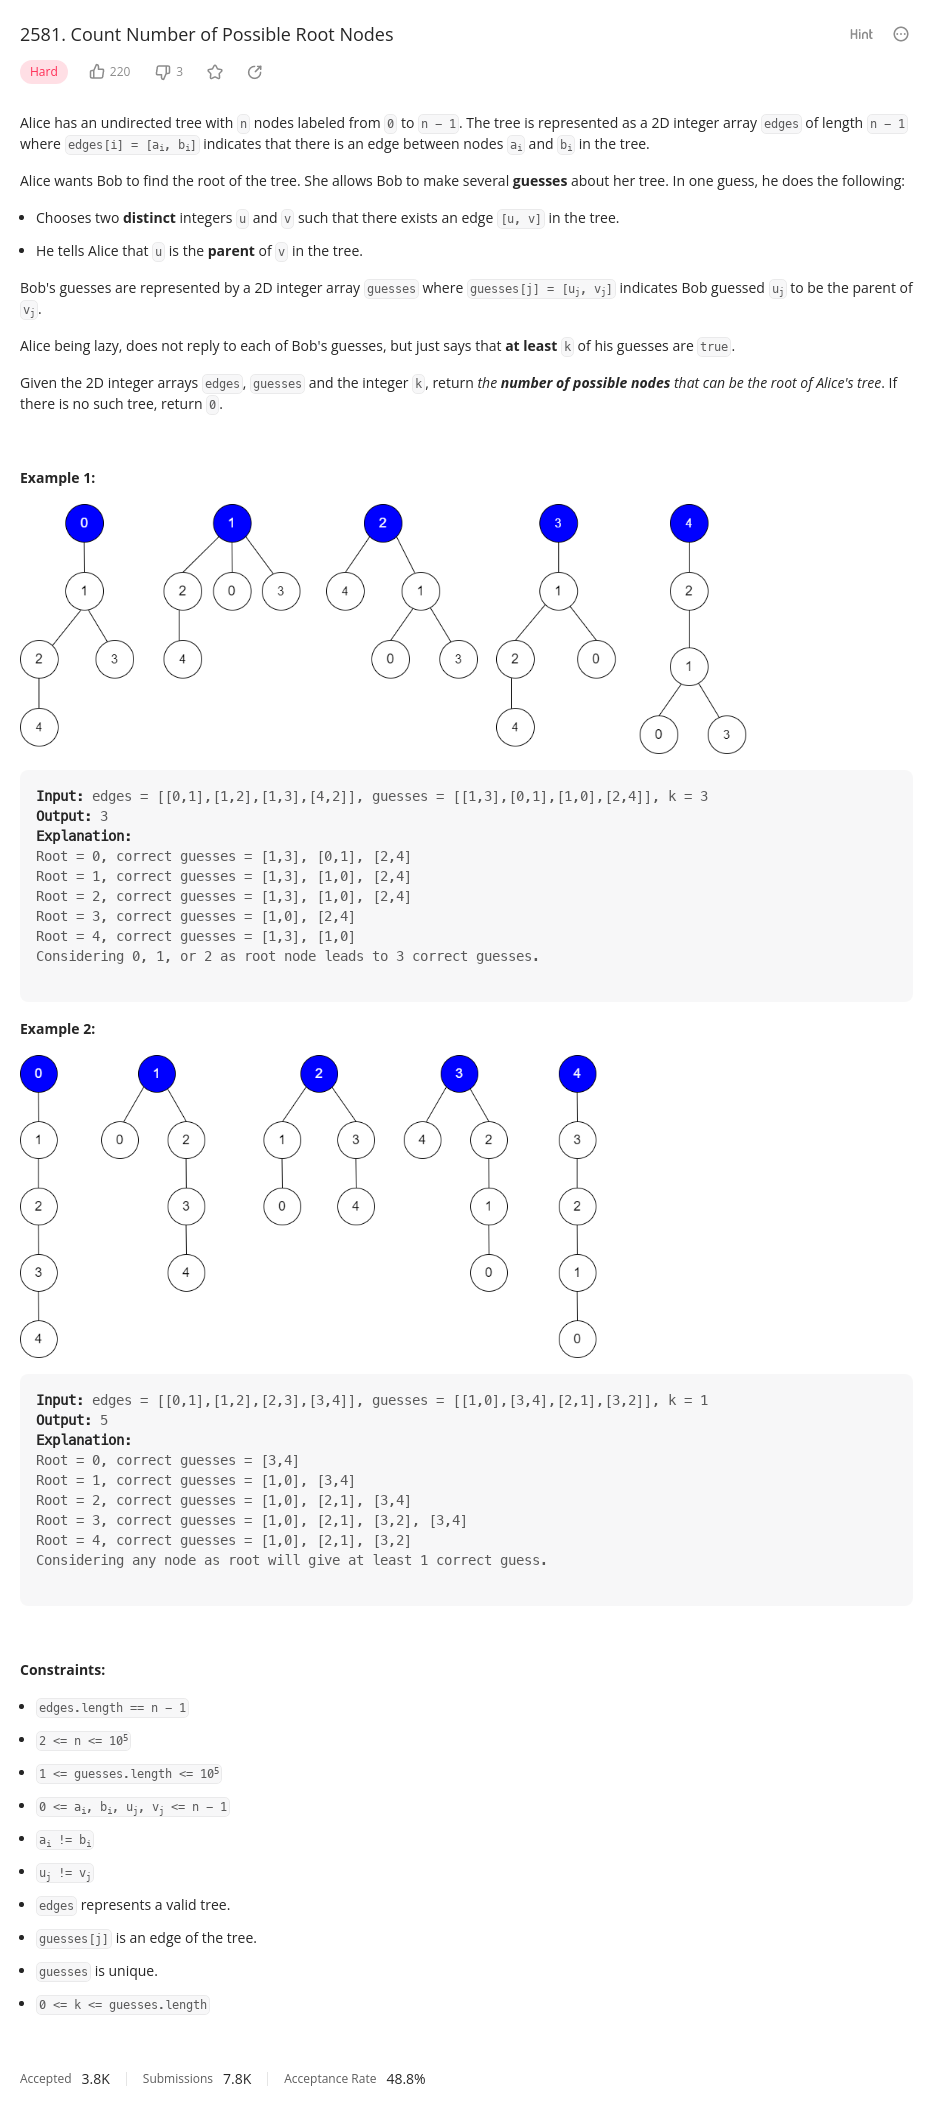 2581. Count Number of Possible Root Nodes
Hint
Hard 220 3
Alice has an undirected tree with n nodes labeled from 0 to n - 1. The tree is represented as a 2D integer array edges of length n - 1
where edges[i] = [ai, bi] indicates that there is an edge between nodes ai and bi in the tree.
Alice wants Bob to find the root of the tree. She allows Bob to make several guesses about her tree. In one guess, he does the following:
• Chooses two distinct integers u and v such that there exists an edge [u, v] in the tree.
• He tells Alice that u is the parent of v in the tree.
Bob's guesses are represented by a 2D integer array guesses where guesses[j] = [uj, vj] indicates Bob guessed uj to be the parent of
vj.
Alice being lazy, does not reply to each of Bob's guesses, but just says that at least k of his guesses are true.
Given the 2D integer arrays edges, guesses and the integer k, return the number of possible nodes that can be the root of Alice's tree. If
there is no such tree, return 0.
Example 1:
0 1 2 3 4
1 2 0 3 4 1 1 2
2 3 4 0 3 2 0 1
4 4 0 3
Input: edges = [[0,1],[1,2],[1,3],[4,2]], guesses = [[1,3],[0,1],[1,0],[2,4]], k = 3
Output: 3
Explanation:
Root = 0, correct guesses = [1,3], [0,1], [2,4]
Root = 1, correct guesses = [1,3], [1,0], [2,4]
Root = 2, correct guesses = [1,3], [1,0], [2,4]
Root = 3, correct guesses = [1,0], [2,4]
Root = 4, correct guesses = [1,3], [1,0]
Considering 0, 1, or 2 as root node leads to 3 correct guesses.
Example 2:
0 1 2 3 4
1 0 2 1 3 4 2 3
2 3 0 4 1 2
3 4 0 1
4 0
Input: edges = [[0,1],[1,2],[2,3],[3,4]], guesses = [[1,0],[3,4],[2,1],[3,2]], k = 1
Output: 5
Explanation:
Root = 0, correct guesses = [3,4]
Root = 1, correct guesses = [1,0], [3,4]
Root = 2, correct guesses = [1,0], [2,1], [3,4]
Root = 3, correct guesses = [1,0], [2,1], [3,2], [3,4]
Root = 4, correct guesses = [1,0], [2,1], [3,2]
Considering any node as root will give at least 1 correct guess.
Constraints:
• edges.length == n - 1
• 2 <= n <= 10⁵
• 1 <= guesses.length <= 10⁵
• 0 <= ai, bi, uj, vj <= n - 1
• ai != bi
• uj != vj
• edges represents a valid tree.
• guesses[j] is an edge of the tree.
• guesses is unique.
• 0 <= k <= guesses.length
Accepted 3.8K Submissions 7.8K Acceptance Rate 48.8%